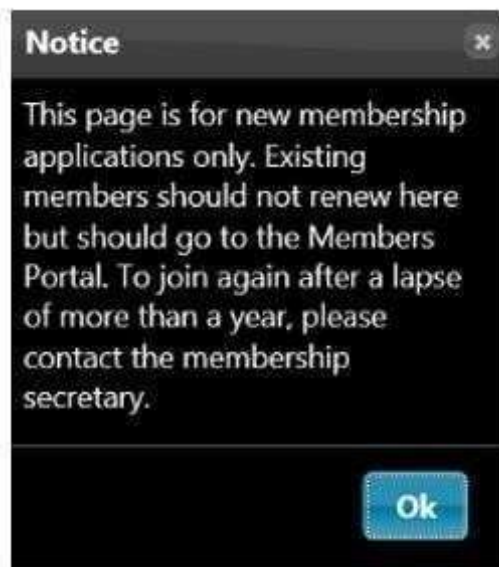 Notice
This page is for new membership
applications only. Existing
members should not renew here
but should go to the Members
Portal. To join again after a lapse
of more than a year, please
contact the membership
secretary.
Ok